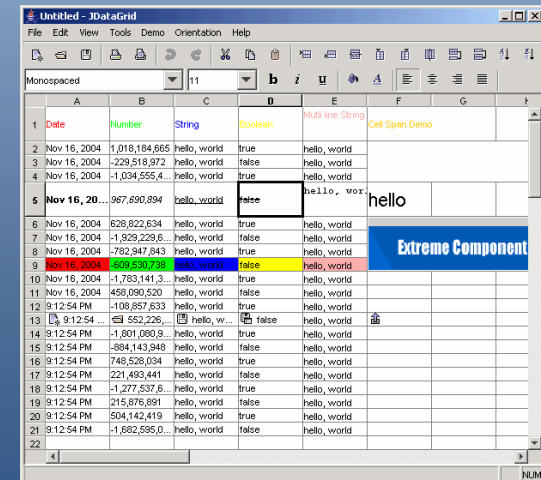 Untitled - JDataGrid
File Edit View Tools Demo Orientation Help
Monospaced 11 b i u A
A B C D E F G
1 Date Number String Boolean Mutli line String Cell Span Demo
2 Nov 16, 2004 1,018,184,665 hello, world true hello, world
3 Nov 16, 2004 -229,518,972 hello, world false hello, world
4 Nov 16, 2004 -1,034,555,4... hello, world true hello, world
5 Nov 16, 20... 967,690,894 hello, world false hello, wor hello
6 Nov 16, 2004 628,822,634 hello, world true hello, world
7 Nov 16, 2004 -1,929,229,6... hello, world false hello, world
8 Nov 16, 2004 -782,947,843 hello, world true hello, world Extreme Component
9 Nov 16, 2004 -609,530,738 hello, world false hello, world
10 Nov 16, 2004 -1,783,141,3... hello, world true hello, world
11 Nov 16, 2004 458,090,520 hello, world false hello, world
12 9:12:54 PM -108,857,633 hello, world true hello, world
13 9:12:54 ... 552,226,... hello, w... false hello, world
14 9:12:54 PM -1,801,080,9... hello, world true hello, world
15 9:12:54 PM -884,143,948 hello, world false hello, world
16 9:12:54 PM 748,528,034 hello, world true hello, world
17 9:12:54 PM 221,493,441 hello, world false hello, world
18 9:12:54 PM -1,277,537,6... hello, world true hello, world
19 9:12:54 PM 215,876,891 hello, world false hello, world
20 9:12:54 PM 504,142,419 hello, world true hello, world
21 9:12:54 PM -1,682,595,0... hello, world false hello, world
22
NUM